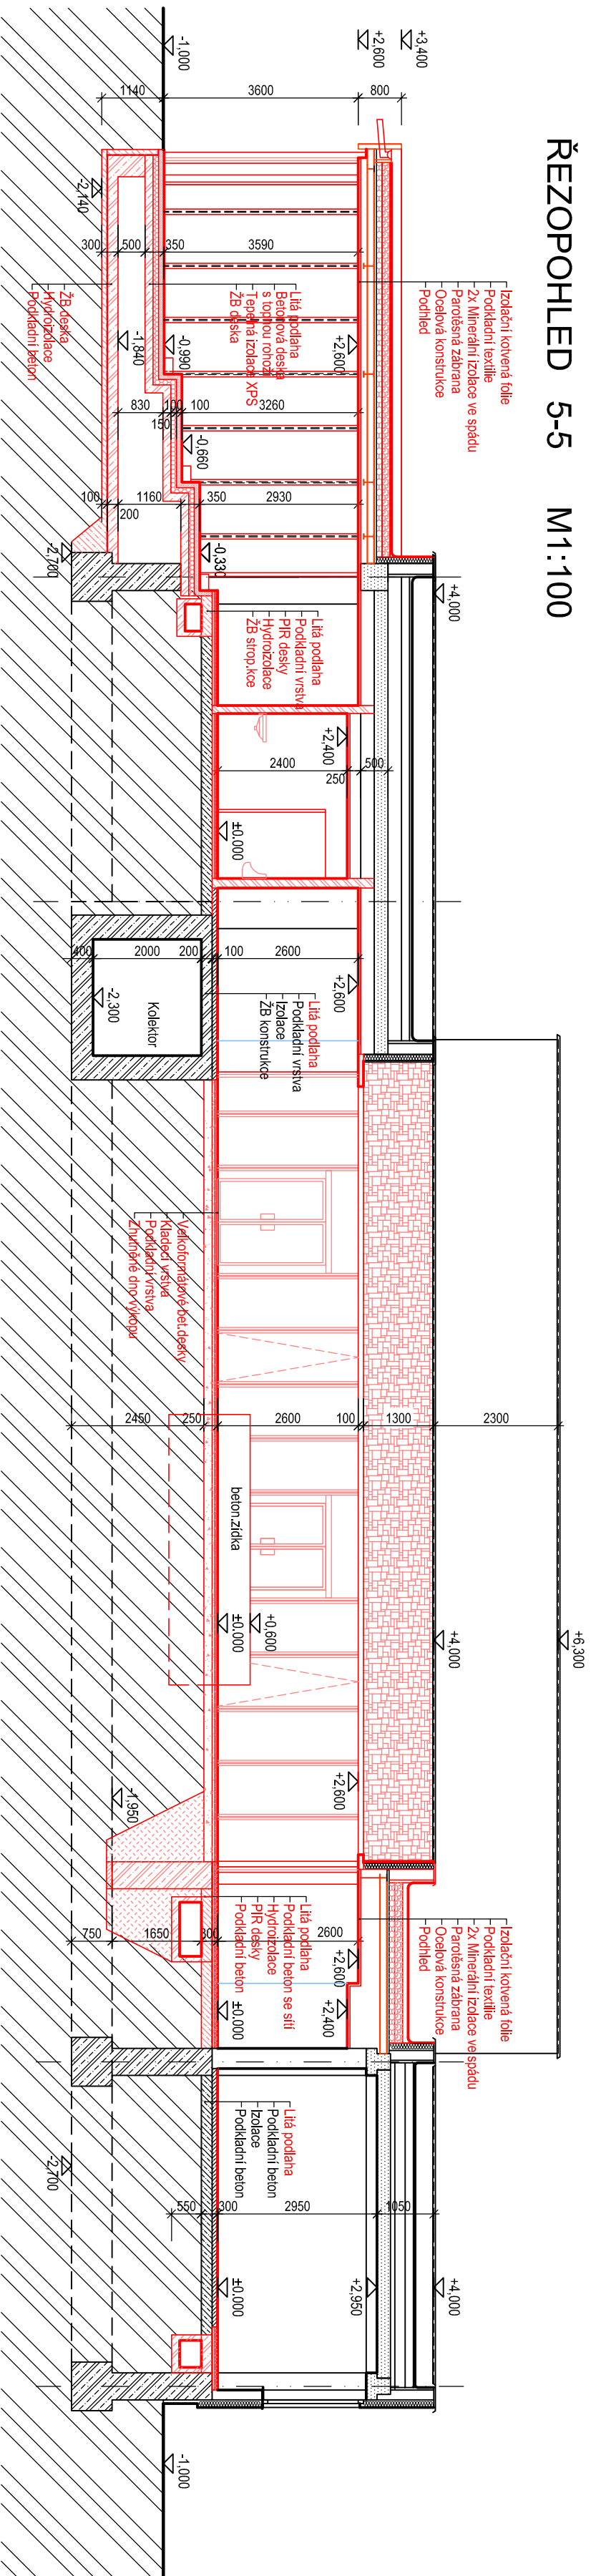 ŘEZOPOHLED 5-5 M1:100
+3,400
+2,600
-1,000
800
3600
1140
Izolační kotvená folie
Podkladní textilie
2x Minerální izolace ve spádu
Parotěsná zábrana
Ocelová konstrukce
Podhled
-2,140
3590
350
500
300
Litá podlaha
Betonová deska
s topnou rohoží
Tepelná izolace XPS
ŽB deska
ŽB deska
Hydroizolace
Podkladní beton
+2,600
-0,990
-1,840
3260
100
100
150
830
-0,660
2930
350
1160
200
100
-0,330
-2,700
+4,000
Litá podlaha
Podkladní vrstva
PIR desky
Hydroizolace
ŽB strop.kce
+2,400
500
250
2400
±0,000
2600
100
200
2000
400
+2,600
-2,300
Kolektor
Litá podlaha
Podkladní vrstva
Izolace
ŽB konstrukce
Velkoformátové bet.desky
Kladecí vrstva
Podkladní vrstva
Zhutněné dno výkopu
2300
1300
100
2600
250
2450
beton.zídka
+0,600
±0,000
+6,300
+4,000
+2,600
-1,950
Izolační kotvená folie
Podkladní textilie
2x Minerální izolace ve spádu
Parotěsná zábrana
Ocelová konstrukce
Podhled
Litá podlaha
Podkladní beton se sítí
Hydroizolace
PIR desky
Podkladní beton
2600
300
1650
750
+2,600
+2,400
±0,000
Litá podlaha
Podkladní beton
Izolace
Podkladní beton
-2,700
1050
2950
300
550
+4,000
+2,950
±0,000
-1,000